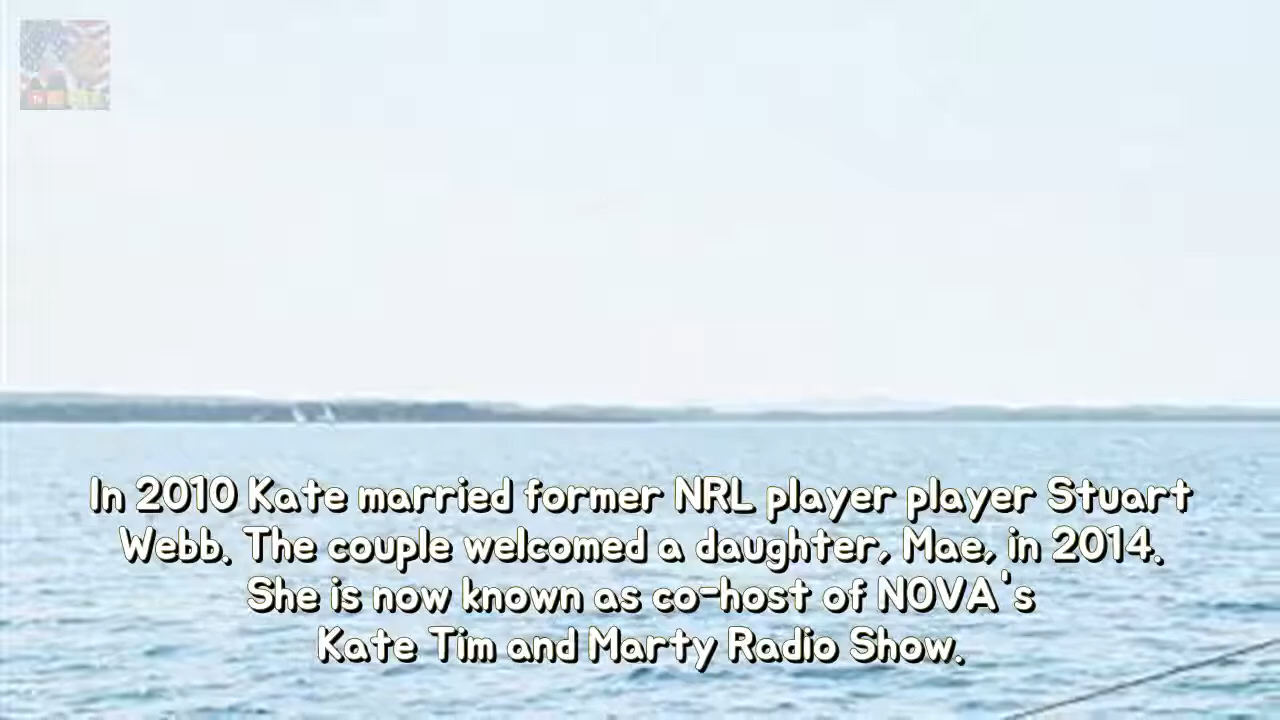 In 2010 Kate married former NRL player player Stuart
Webb. The couple welcomed a daughter, Mae, in 2014.
She is now known as co-host of NOVA's
Kate Tim and Marty Radio Show.